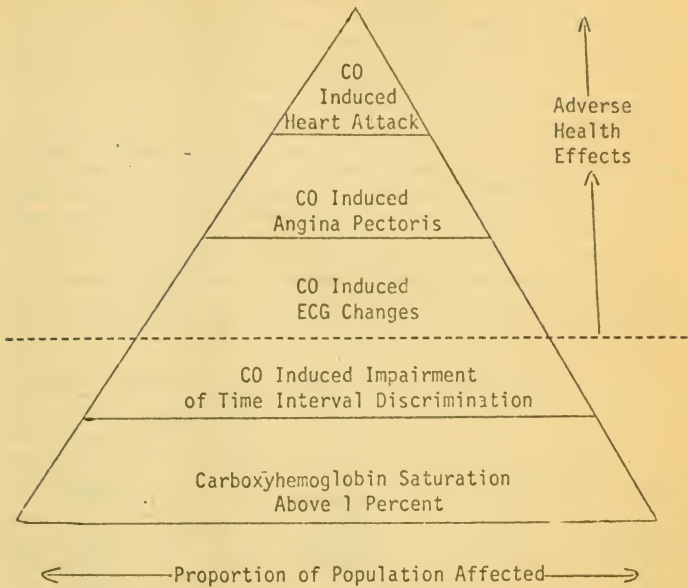 CO
Induced
Heart Attack
Adverse
Health
Effects
CO Induced
Angina Pectoris
CO Induced
ECG Changes
CO Induced Impairment
of Time Interval Discrimination
Carboxyhemoglobin Saturation
Above 1 Percent
Proportion of Population Affected